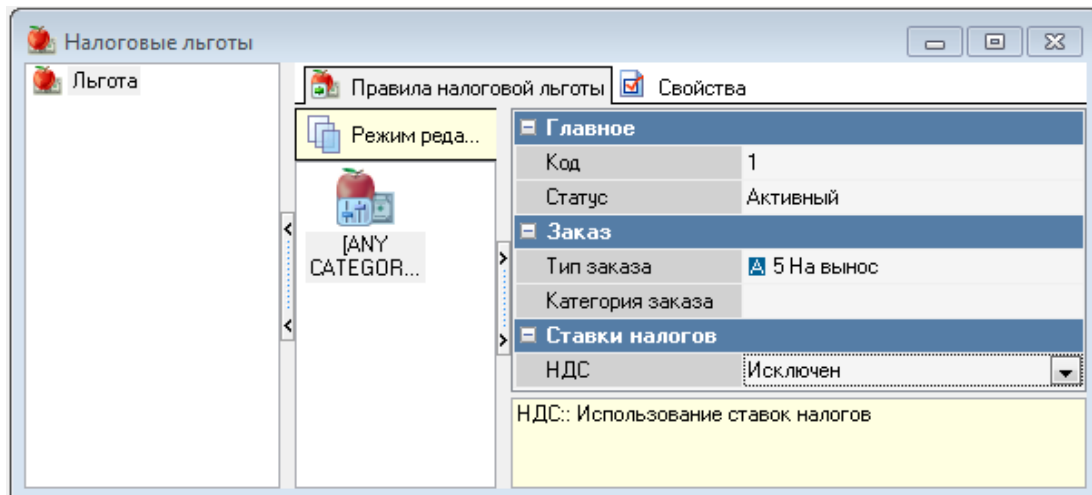 Налоговые льготы
Льгота
Правила налоговой льготы
Свойства
Режим реда...
[ANY
CATEGOR...
Главное
Код 1
Статус Активный
Заказ
Тип заказа A 5 На вынос
Категория заказа
Ставки налогов
НДС Исключен
НДС:: Использование ставок налогов